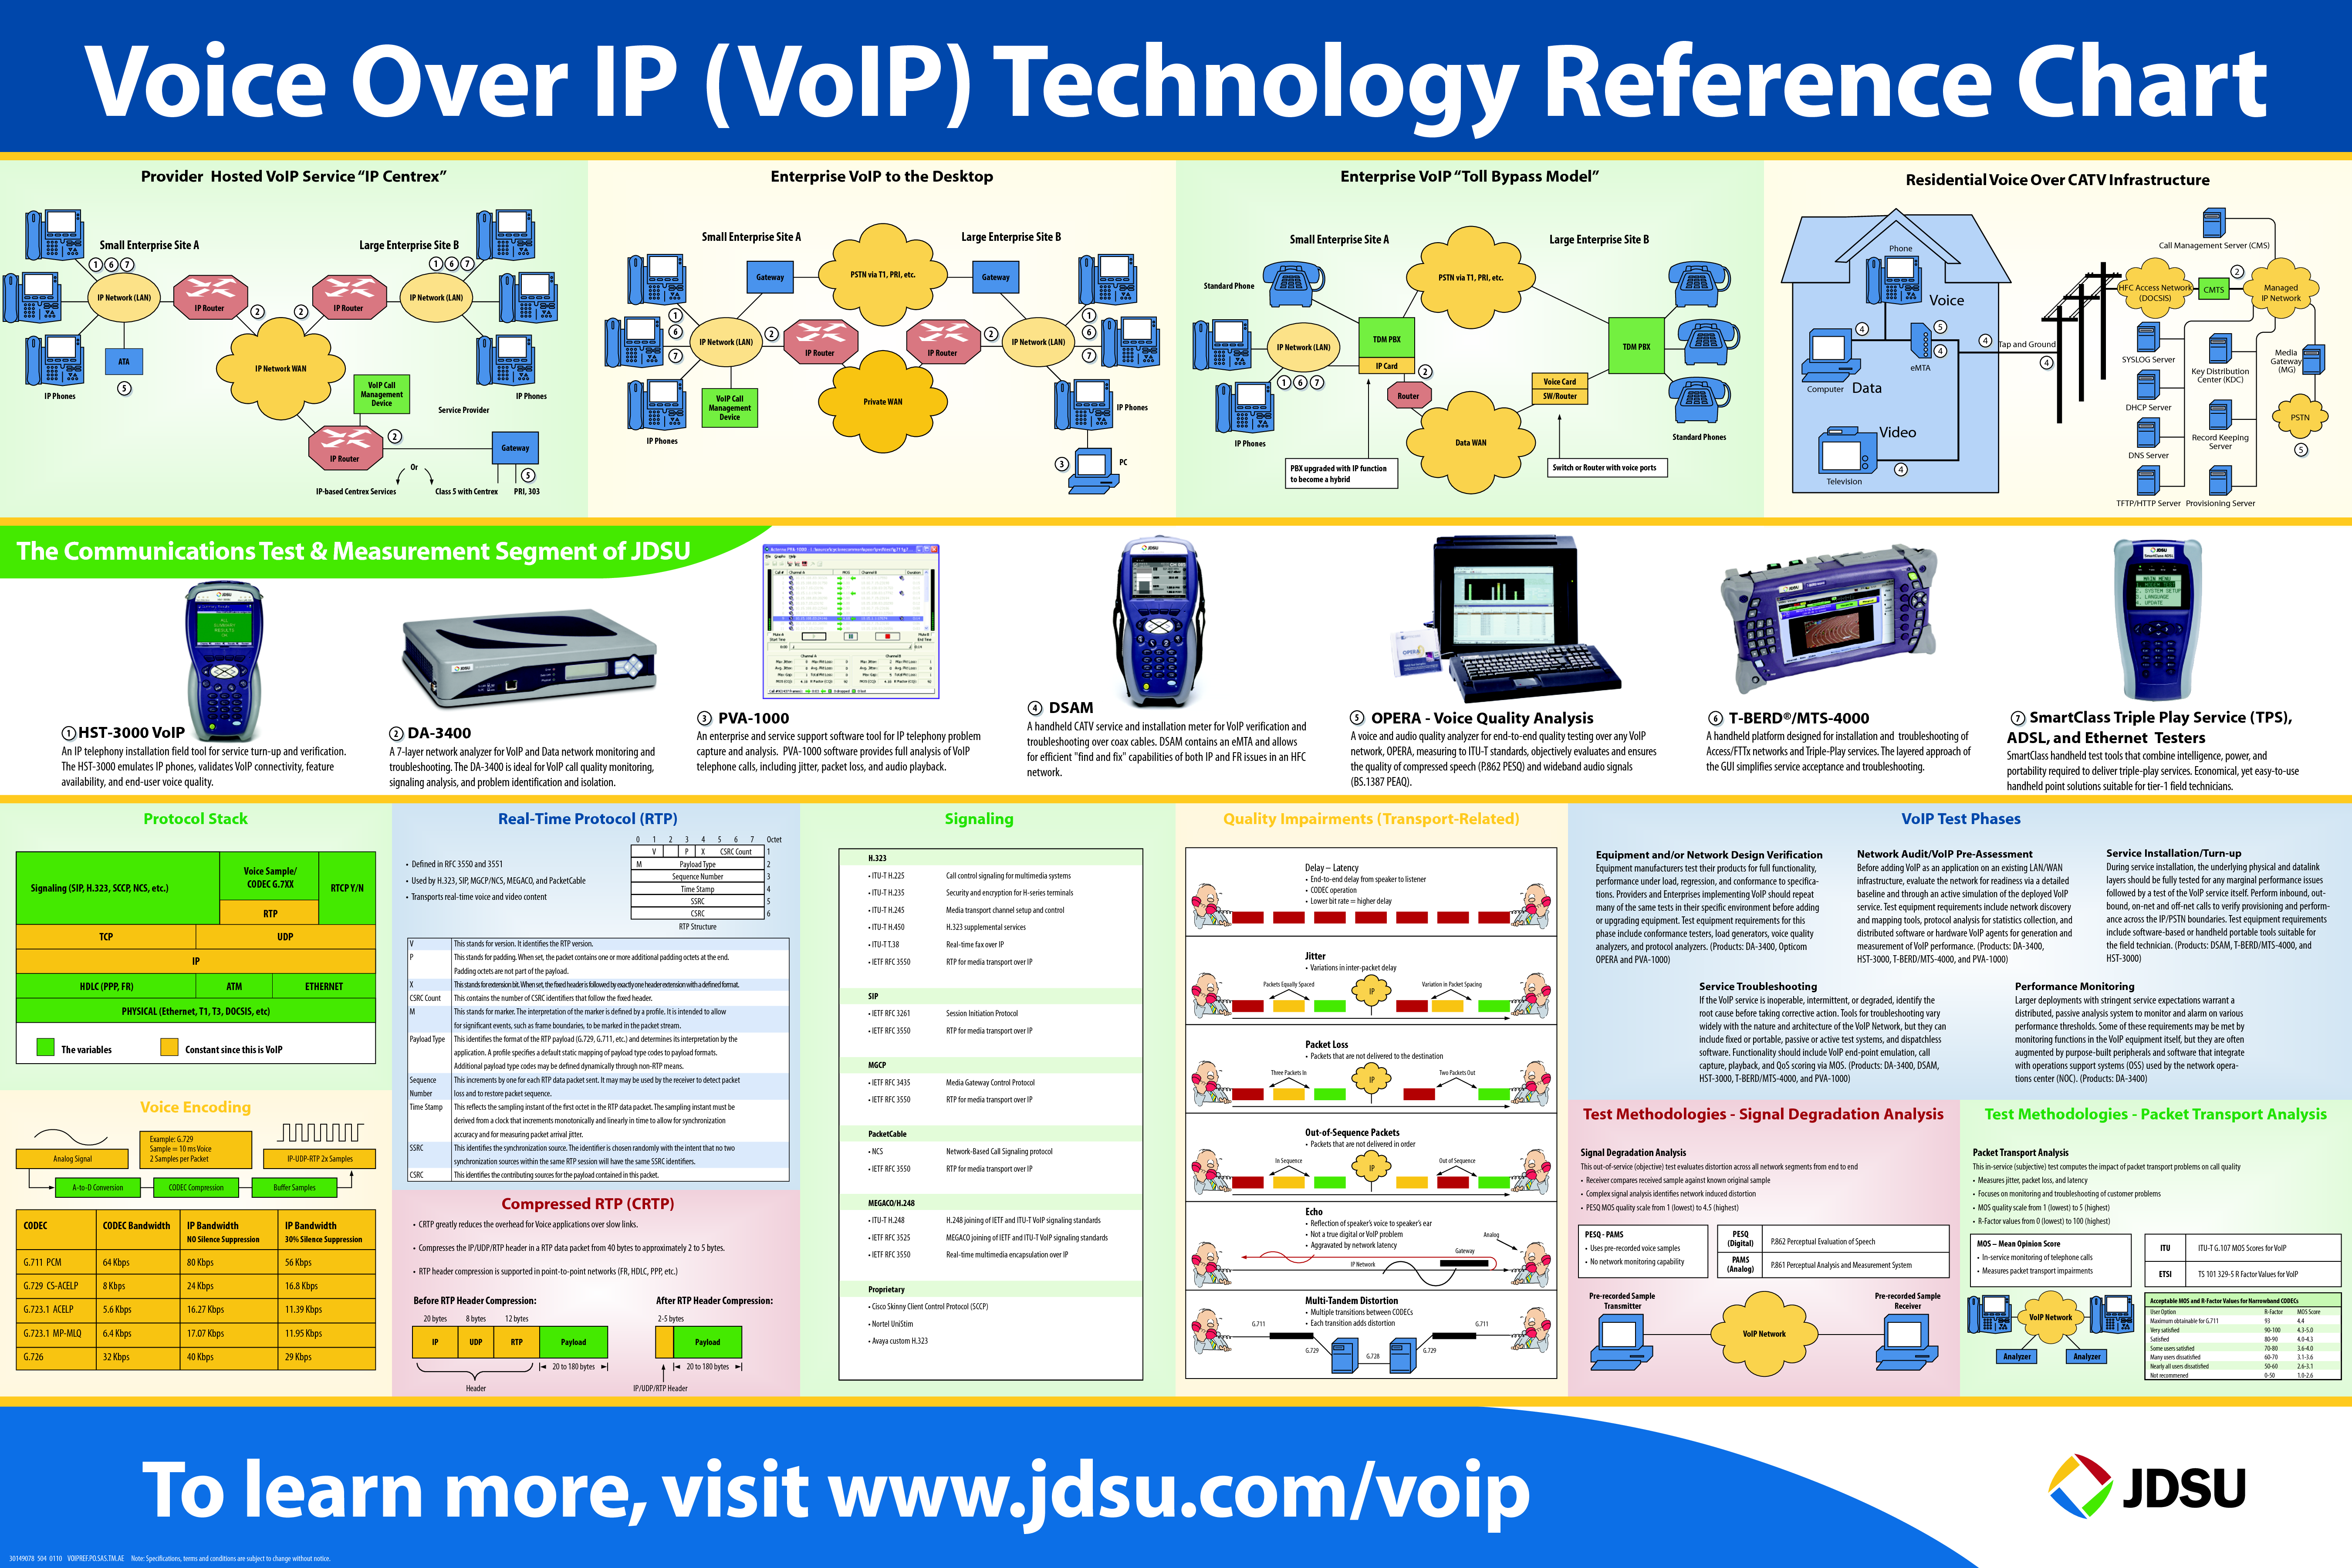 Voice Over IP (VoIP) Technology Reference Chart
Provider Hosted VoIP Service “IP Centrex”
Small Enterprise Site A
Large Enterprise Site B
1 6 7
1 6 7
IP Network (LAN)
IP Router
IP Router
IP Network (LAN)
2
2
ATA
5
IP Network WAN
IP Phones
VoIP Call
Management
Device
Service Provider
IP Phones
IP Router
2
Gateway
5
Or
IP-based Centrex Services
Class 5 with Centrex
PRI, 303
Enterprise VoIP to the Desktop
Small Enterprise Site A
Large Enterprise Site B
Gateway
PSTN via T1, PRI, etc.
Gateway
1
6
7
IP Network (LAN)
2
IP Router
IP Router
2
IP Network (LAN)
1
6
7
VoIP Call
Management
Device
Private WAN
IP Phones
IP Phones
3
PC
Enterprise VoIP “Toll Bypass Model”
Small Enterprise Site A
Large Enterprise Site B
Standard Phone
PSTN via T1, PRI, etc.
IP Network (LAN)
TDM PBX
IP Card
TDM PBX
1 6 7
2
Router
Voice Card
SW/Router
Data WAN
IP Phones
Standard Phones
PBX upgraded with IP function
to become a hybrid
Switch or Router with voice ports
Residential Voice Over CATV Infrastructure
Phone
Voice
4
5
4
eMTA
Computer
Data
Video
4
Television
4
Tap and Ground
4
Call Management Server (CMS)
HFC Access Network
(DOCSIS)
2
CMTS
Managed
IP Network
SYSLOG Server
Key Distribution
Center (KDC)
Media
Gateway
(MG)
DHCP Server
Record Keeping
Server
PSTN
5
DNS Server
TFTP/HTTP Server
Provisioning Server
The Communications Test & Measurement Segment of JDSU
1 HST-3000 VoIP
An IP telephony installation field tool for service turn-up and verification.
The HST-3000 emulates IP phones, validates VoIP connectivity, feature
availability, and end-user voice quality.
2 DA-3400
A 7-layer network analyzer for VoIP and Data network monitoring and
troubleshooting. The DA-3400 is ideal for VoIP call quality monitoring,
signaling analysis, and problem identification and isolation.
3 PVA-1000
An enterprise and service support software tool for IP telephony problem
capture and analysis. PVA-1000 software provides full analysis of VoIP
telephone calls, including jitter, packet loss, and audio playback.
4 DSAM
A handheld CATV service and installation meter for VoIP verification and
troubleshooting over coax cables. DSAM contains an eMTA and allows
for efficient "find and fix" capabilities of both IP and FR issues in an HFC
network.
OPERA
5 OPERA - Voice Quality Analysis
A voice and audio quality analyzer for end-to-end quality testing over any VoIP
network, OPERA, measuring to ITU-T standards, objectively evaluates and ensures
the quality of compressed speech (P.862 PESQ) and wideband audio signals
(BS.1387 PEAQ).
6 T-BERD®/MTS-4000
A handheld platform designed for installation and troubleshooting of
Access/FTTx networks and Triple-Play services. The layered approach of
the GUI simplifies service acceptance and troubleshooting.
JDSU
MAIN MENU
2. SYSTEM SETUP
3. LANGUAGE
4. UPDATE
7 SmartClass Triple Play Service (TPS),
ADSL, and Ethernet Testers
SmartClass handheld test tools that combine intelligence, power, and
portability required to deliver triple-play services. Economical, yet easy-to-use
handheld point solutions suitable for tier-1 field technicians.
Protocol Stack
Signaling (SIP, H.323, SCCP, NCS, etc.)
Voice Sample/
CODEC G.7XX
RTCP Y/N
RTP
TCP
UDP
IP
HDLC (PPP, FR)
ATM
ETHERNET
PHYSICAL (Ethernet, T1, T3, DOCSIS, etc)
The variables
Constant since this is VoIP
Voice Encoding
Analog Signal
Example: G.729
Sample = 10 ms Voice
2 Samples per Packet
IP-UDP-RTP 2x Samples
A-to-D Conversion
CODEC Compression
Buffer Samples
CODEC CODEC Bandwidth IP Bandwidth IP Bandwidth
NO Silence Suppression 30% Silence Suppression
G.711 PCM 64 Kbps 80 Kbps 56 Kbps
G.729 CS-ACELP 8 Kbps 24 Kbps 16.8 Kbps
G.723.1 ACELP 5.6 Kbps 16.27 Kbps 11.39 Kbps
G.723.1 MP-MLQ 6.4 Kbps 17.07 Kbps 11.95 Kbps
G.726 32 Kbps 40 Kbps 29 Kbps
Real-Time Protocol (RTP)
• Defined in RFC 3550 and 3551
• Used by H.323, SIP, MGCP/NCS, MEGACO, and PacketCable
• Transports real-time voice and video content
0 1 2 3 4 5 6 7 Octet
V P X CSRC Count 1
M Payload Type 2
Sequence Number 3
Time Stamp 4
SSRC 5
CSRC 6
RTP Structure
V This stands for version. It identifies the RTP version.
P This stands for padding. When set, the packet contains one or more additional padding octets at the end.
Padding octets are not part of the payload.
X This stands for extension bit. When set, the fixed header is followed by exactly one header extension with a defined format.
CSRC Count This contains the number of CSRC identifiers that follow the fixed header.
M This stands for marker. The interpretation of the marker is defined by a profile. It is intended to allow
for significant events, such as frame boundaries, to be marked in the packet stream.
Payload Type This identifies the format of the RTP payload (G.729, G.711, etc.) and determines its interpretation by the
application. A profile specifies a default static mapping of payload type codes to payload formats.
Additional payload type codes may be defined dynamically through non-RTP means.
Sequence This increments by one for each RTP data packet sent. It may may be used by the receiver to detect packet
Number loss and to restore packet sequence.
Time Stamp This reflects the sampling instant of the first octet in the RTP data packet. The sampling instant must be
derived from a clock that increments monotonically and linearly in time to allow for synchronization
accuracy and for measuring packet arrival jitter.
SSRC This identifies the synchronization source. The identifier is chosen randomly with the intent that no two
synchronization sources within the same RTP session will have the same SSRC identifiers.
CSRC This identifies the contributing sources for the payload contained in this packet.
Compressed RTP (CRTP)
• CRTP greatly reduces the overhead for Voice applications over slow links.
• Compresses the IP/UDP/RTP header in a RTP data packet from 40 bytes to approximately 2 to 5 bytes.
• RTP header compression is supported in point-to-point networks (FR, HDLC, PPP, etc.)
Before RTP Header Compression:
20 bytes 8 bytes 12 bytes
IP UDP RTP Payload
20 to 180 bytes
Header
After RTP Header Compression:
2-5 bytes
Payload
20 to 180 bytes
IP/UDP/RTP Header
Signaling
H.323
• ITU-T H.225 Call control signaling for multimedia systems
• ITU-T H.235 Security and encryption for H-series terminals
• ITU-T H.245 Media transport channel setup and control
• ITU-T H.450 H.323 supplemental services
• ITU-T T.38 Real-time fax over IP
• IETF RFC 3550 RTP for media transport over IP
SIP
• IETF RFC 3261 Session Initiation Protocol
• IETF RFC 3550 RTP for media transport over IP
MGCP
• IETF RFC 3435 Media Gateway Control Protocol
• IETF RFC 3550 RTP for media transport over IP
PacketCable
• NCS Network-Based Call Signaling protocol
• IETF RFC 3550 RTP for media transport over IP
MEGACO/H.248
• ITU-T H.248 H.248 joining of IETF and ITU-T VoIP signaling standards
• IETF RFC 3525 MEGACO joining of IETF and ITU-T VoIP signaling standards
• IETF RFC 3550 Real-time multimedia encapsulation over IP
Proprietary
• Cisco Skinny Client Control Protocol (SCCP)
• Nortel UniStim
• Avaya custom H.323
Quality Impairments (Transport-Related)
Delay – Latency
• End-to-end delay from speaker to listener
• CODEC operation
• Lower bit rate = higher delay
Jitter
• Variations in inter-packet delay
Packets Equally Spaced
IP
Variation in Packet Spacing
Packet Loss
• Packets that are not delivered to the destination
Three Packets In
IP
Two Packets Out
Out-of-Sequence Packets
• Packets that are not delivered in order
In Sequence
IP
Out of Sequence
Echo
• Reflection of speaker's voice to speaker's ear
• Not a true digital or VoIP problem
• Aggravated by network latency
Analog
Gateway
IP Network
Multi-Tandem Distortion
• Multiple transitions between CODECs
• Each transition adds distortion
G.711
G.711
G.729
G.728
G.729
VoIP Test Phases
Equipment and/or Network Design Verification
Equipment manufacturers test their products for full functionality,
performance under load, regression, and conformance to specifica-
tions. Providers and Enterprises implementing VoIP should repeat
many of the same tests in their specific environment before adding
or upgrading equipment. Test equipment requirements for this
phase include conformance testers, load generators, voice quality
analyzers, and protocol analyzers. (Products: DA-3400, Opticom
OPERA and PVA-1000)
Network Audit/VoIP Pre-Assessment
Before adding VoIP as an application on an existing LAN/WAN
infrastructure, evaluate the network for readiness via a detailed
baseline and through an active simulation of the deployed VoIP
service. Test equipment requirements include network discovery
and mapping tools, protocol analysis for statistics collection, and
distributed software or hardware VoIP agents for generation and
measurement of VoIP performance. (Products: DA-3400,
HST-3000, T-BERD/MTS-4000, and PVA-1000)
Service Installation/Turn-up
During service installation, the underlying physical and datalink
layers should be fully tested for any marginal performance issues
followed by a test of the VoIP service itself. Perform inbound, out-
bound, on-net and off-net calls to verify provisioning and perform-
ance across the IP/PSTN boundaries. Test equipment requirements
include software-based or handheld portable tools suitable for
the field technician. (Products: DSAM, T-BERD/MTS-4000, and
HST-3000)
Service Troubleshooting
If the VoIP service is inoperable, intermittent, or degraded, identify the
root cause before taking corrective action. Tools for troubleshooting vary
widely with the nature and architecture of the VoIP Network, but they can
include fixed or portable, passive or active test systems, and dispatchless
software. Functionality should include VoIP end-point emulation, call
capture, playback, and QoS scoring via MOS. (Products: DA-3400, DSAM,
HST-3000, T-BERD/MTS-4000, and PVA-1000)
Performance Monitoring
Larger deployments with stringent service expectations warrant a
distributed, passive analysis system to monitor and alarm on various
performance thresholds. Some of these requirements may be met by
monitoring functions in the VoIP equipment itself, but they are often
augmented by purpose-built peripherals and software that integrate
with operations support systems (OSS) used by the network opera-
tions center (NOC). (Products: DA-3400)
Test Methodologies - Signal Degradation Analysis
Signal Degradation Analysis
This out-of-service (objective) test evaluates distortion across all network segments from end to end
• Receiver compares received sample against known original sample
• Complex signal analysis identifies network induced distortion
• PESQ MOS quality scale from 1 (lowest) to 4.5 (highest)
PESQ - PAMS
• Uses pre-recorded voice samples
• No network monitoring capability
PESQ
(Digital)
P.862 Perceptual Evaluation of Speech
PAMS
(Analog)
P.861 Perceptual Analysis and Measurement System
Pre-recorded Sample
Transmitter
VoIP Network
Pre-recorded Sample
Receiver
Test Methodologies - Packet Transport Analysis
Packet Transport Analysis
This in-service (subjective) test computes the impact of packet transport problems on call quality
• Measures jitter, packet loss, and latency
• Focuses on monitoring and troubleshooting of customer problems
• MOS quality scale from 1 (lowest) to 5 (highest)
• R-Factor values from 0 (lowest) to 100 (highest)
MOS – Mean Opinion Score
• In-service monitoring of telephone calls
• Measures packet transport impairments
ITU ITU-T G.107 MOS Scores for VoIP
ETSI TS 101 329-5 R Factor Values for VoIP
VoIP Network
Analyzer
Analyzer
Acceptable MOS and R-Factor Values for Narrowband CODECs
User Option R-Factor MOS Score
Maximum obtainable for G.711 93 4.4
Very satisfied 90-100 4.3-5.0
Satisfied 80-90 4.0-4.3
Some users satisfied 70-80 3.6-4.0
Many users dissatisfied 60-70 3.1-3.6
Nearly all users dissatisfied 50-60 2.6-3.1
Not recommened 0-50 1.0-2.6
To learn more, visit www.jdsu.com/voip
JDSU
30149078 504 0110 VOIPREF.PO.SAS.TM.AE Note: Specifications, terms and conditions are subject to change without notice.